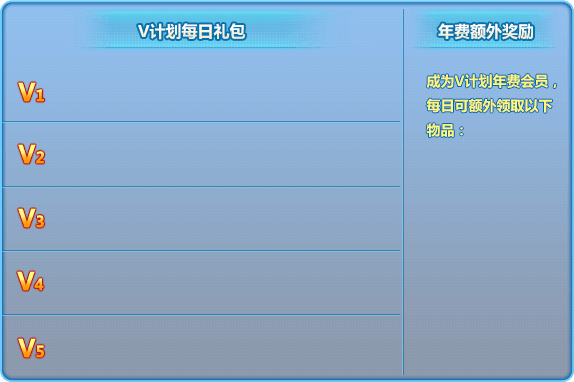 V计划每日礼包
年费额外奖励
V1
V2
V3
V4
V5
成为V计划年费会员，
每日可额外领取以下
物品：